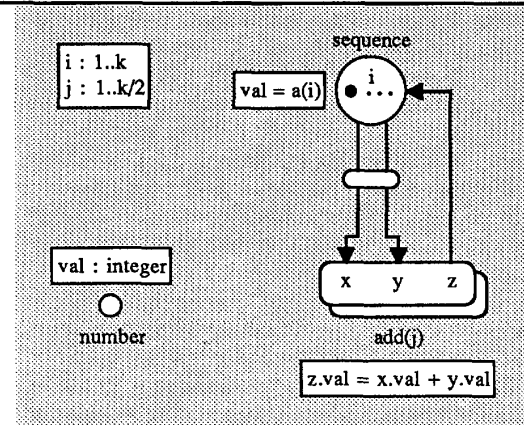 i : 1..k
j : 1..k/2
sequence
i
val = a(i)
val : integer
number
x y z
add(j)
z.val = x.val + y.val